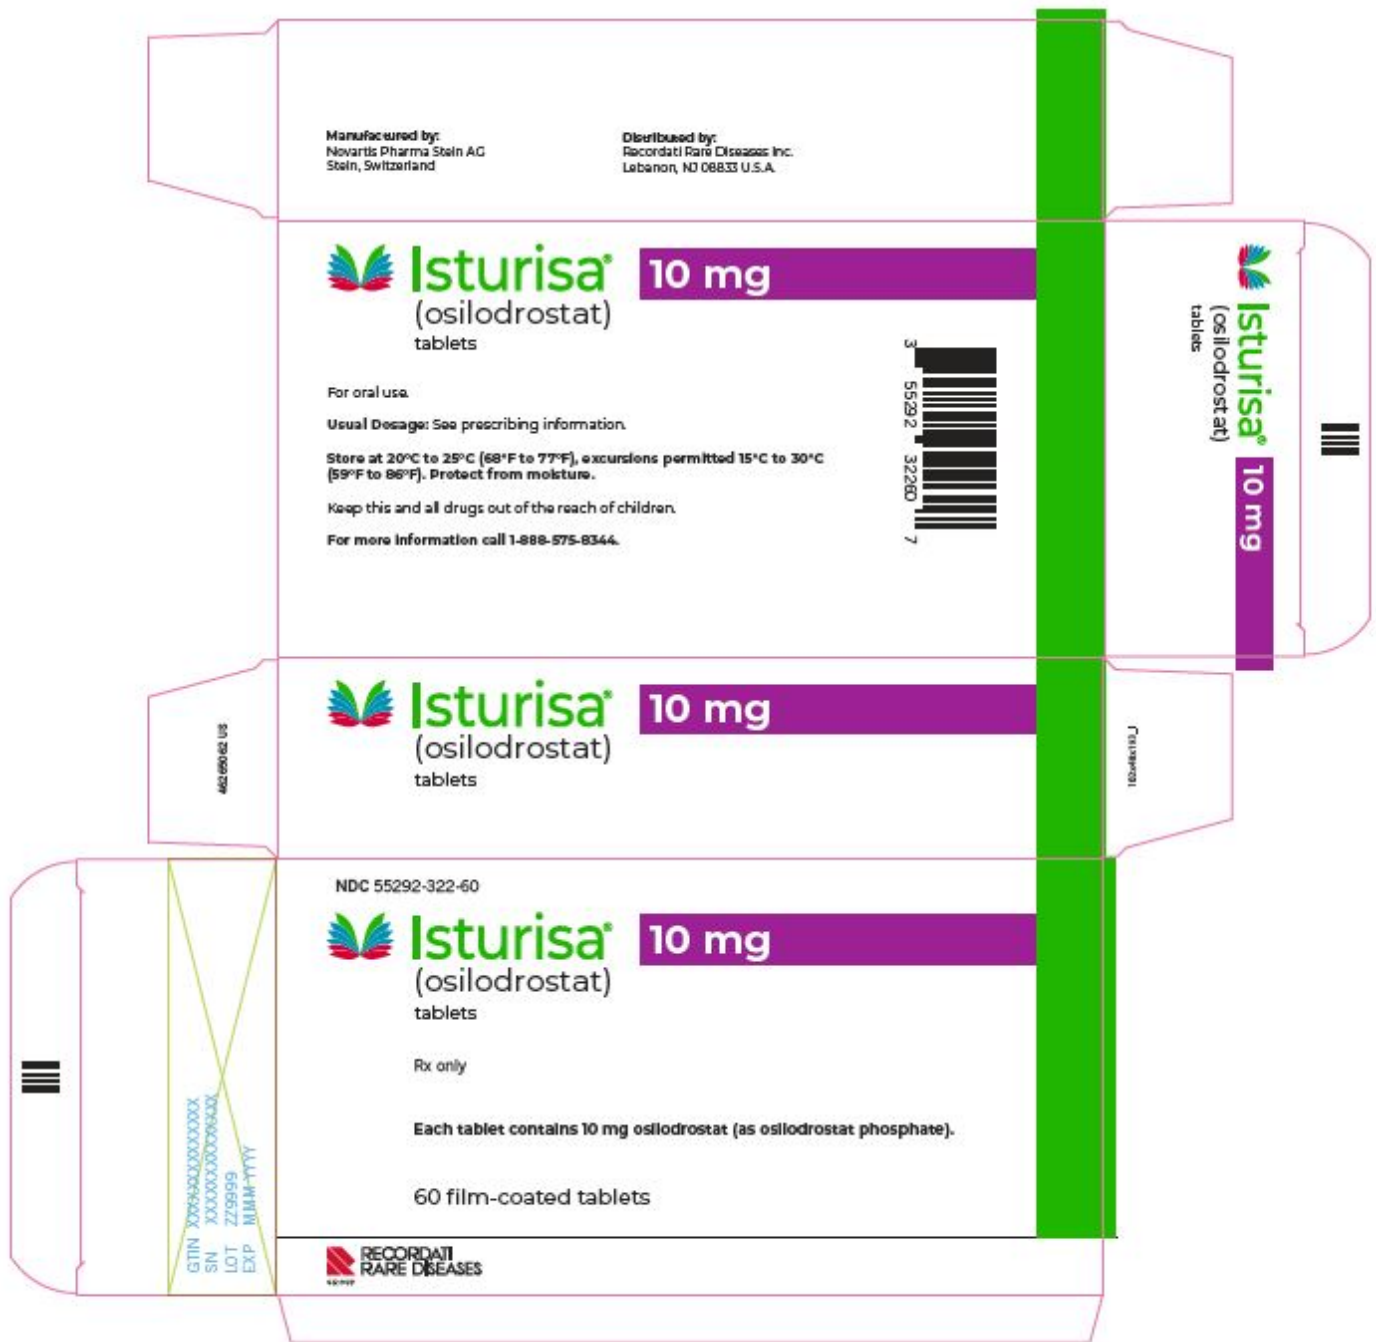 Manufactured by:
Novartis Pharma Stein AG
Stein, Switzerland
Distributed by:
Recordati Rare Diseases Inc.
Lebanon, NJ 08833 U.S.A.
Isturisa® 10 mg
(osilodrostat)
tablets
For oral use.
Usual Dosage: See prescribing information.
Store at 20°C to 25°C (68°F to 77°F), excursions permitted 15°C to 30°C
(59°F to 86°F). Protect from moisture.
Keep this and all drugs out of the reach of children.
For more information call 1-888-575-8344.
3 55292 32260 7
Isturisa® 10 mg
(osilodrostat)
tablets
46265062 US
Isturisa® 10 mg
(osilodrostat)
tablets
NDC 55292-322-60
Isturisa® 10 mg
(osilodrostat)
tablets
Rx only
Each tablet contains 10 mg osilodrostat (as osilodrostat phosphate).
60 film-coated tablets
GTIN XXXXXXXXXXXXXX
SN XXXXXXXXXXXXXX
LOT ZZ9999
EXP MMM YYYY
RECORDATI
RARE DISEASES
GROUP